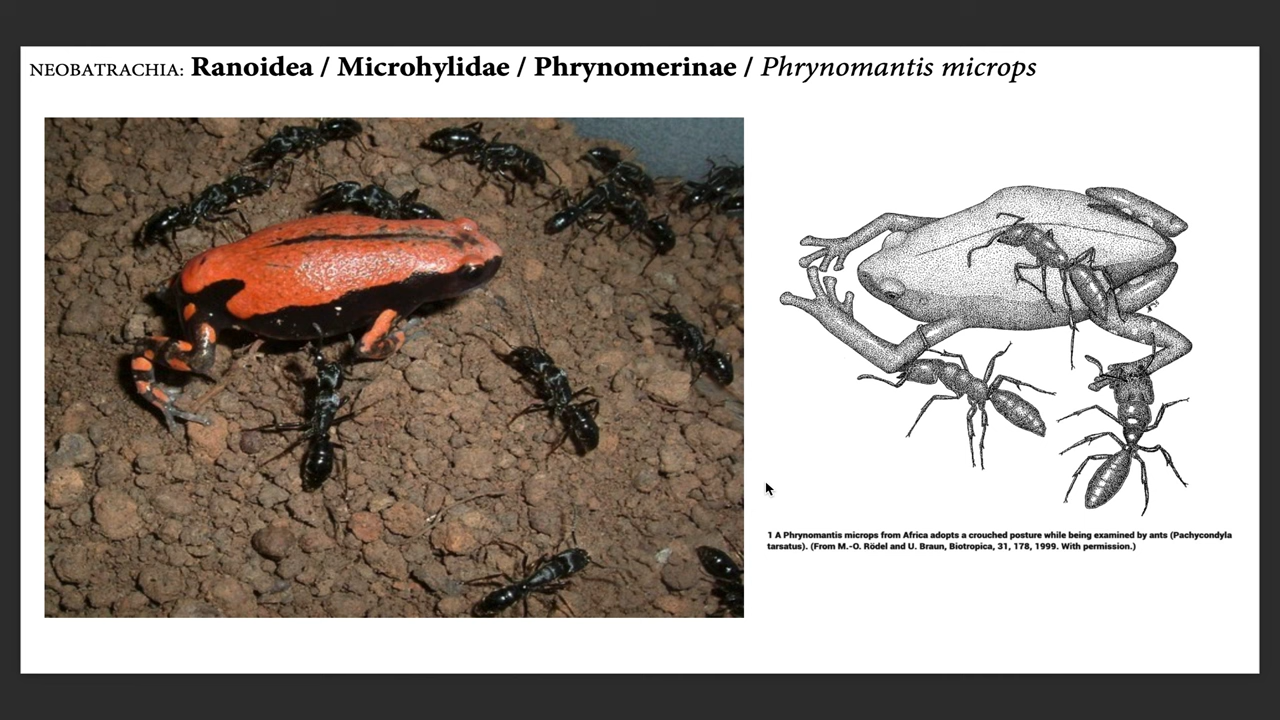 NEOBATRACHIA: Ranoidea / Microhylidae / Phrynomerinae / Phrynomantis microps
1 A Phrynomantis microps from Africa adopts a crouched posture while being examined by ants (Pachycondyla
tarsatus). (From M.-O. Rödel and U. Braun, Biotropica, 31, 178, 1999. With permission.)